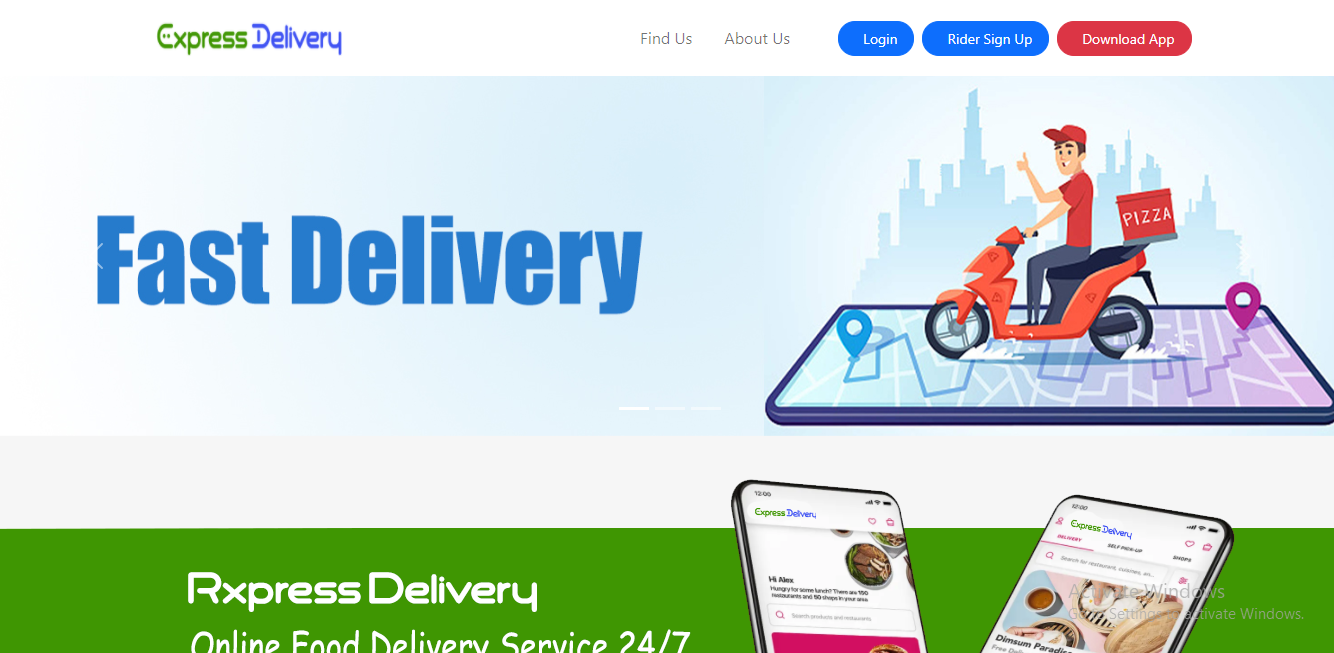 Express Delivery
Find Us About Us Login Rider Sign Up Download App
Fast Delivery
PIZZA
Rxpress Delivery
Online Food Delivery Service 24/7
12:00
Express Delivery
Hi Alex
Hungry for some lunch? There are 100
restaurants and 50 shops in your area
Search products and restaurants
12:00
Express Delivery
DELIVERY SELF PICK-UP SHOPS
Search for restaurant, cuisines, an...
Dimsum Paradise
Free Deli
Activate Windows
Go to Settings to activate Windows.